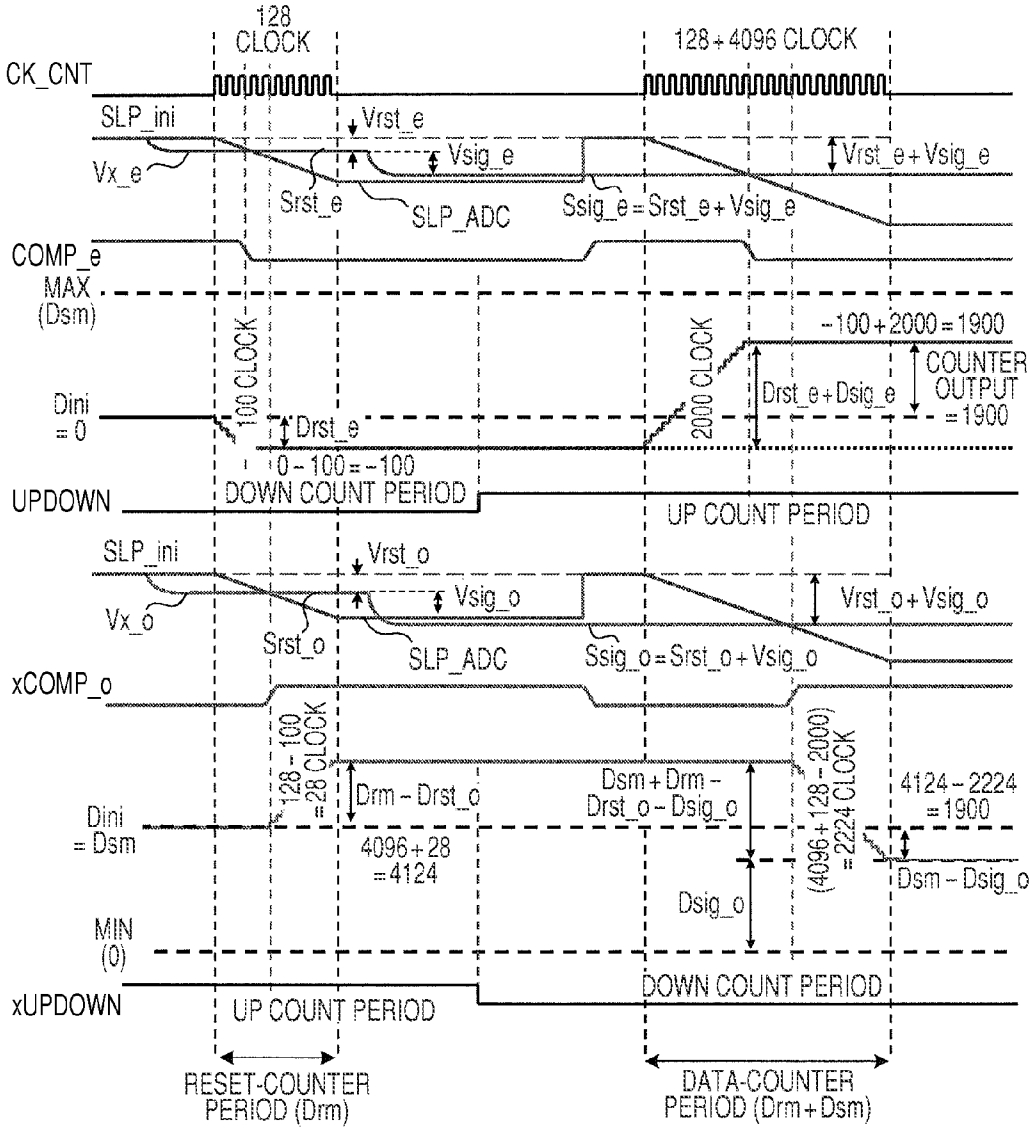 128
CLOCK
128+4096 CLOCK
CK_CNT
SLP_ini
Vrst_e
Vx_e
Vsig_e
Vrst_e+Vsig_e
Srst_e
SLP_ADC
Ssig_e=Srst_e+Vsig_e
COMP_e
MAX
(Dsm)
100 CLOCK
2000 CLOCK
-100+2000=1900
COUNTER
OUTPUT
=1900
Drst_e+Dsig_e
Dini
=0
Drst_e
0-100=-100
DOWN COUNT PERIOD
UPDOWN
UP COUNT PERIOD
SLP_ini
Vrst_o
Vx_o
Vsig_o
Vrst_o+Vsig_o
Srst_o
SLP_ADC
Ssig_o=Srst_o+Vsig_o
xCOMP_o
128-100
=28 CLOCK
Drm-Drst_o
Dsm+Drm-
Drst_o-Dsig_o
(4096+128-2000)
=2224 CLOCK
4124-2224
=1900
Dini
=Dsm
4096+28
=4124
Dsm-Dsig_o
Dsig_o
MIN
(0)
DOWN COUNT PERIOD
xUPDOWN
UP COUNT PERIOD
RESET-COUNTER
PERIOD (Drm)
DATA-COUNTER
PERIOD (Drm+Dsm)